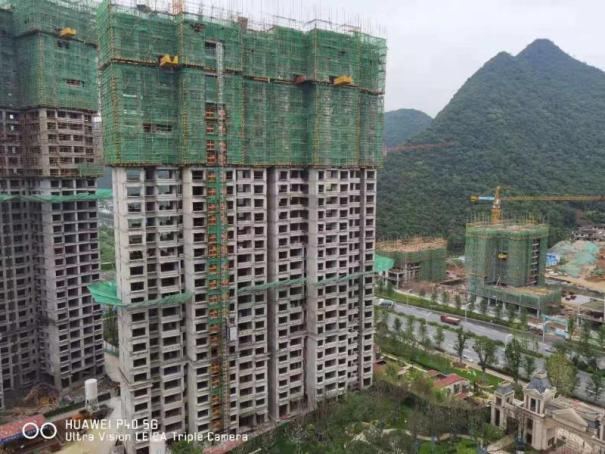 HUAWEI P40 5G
Ultra Vision LEICA Triple Camera